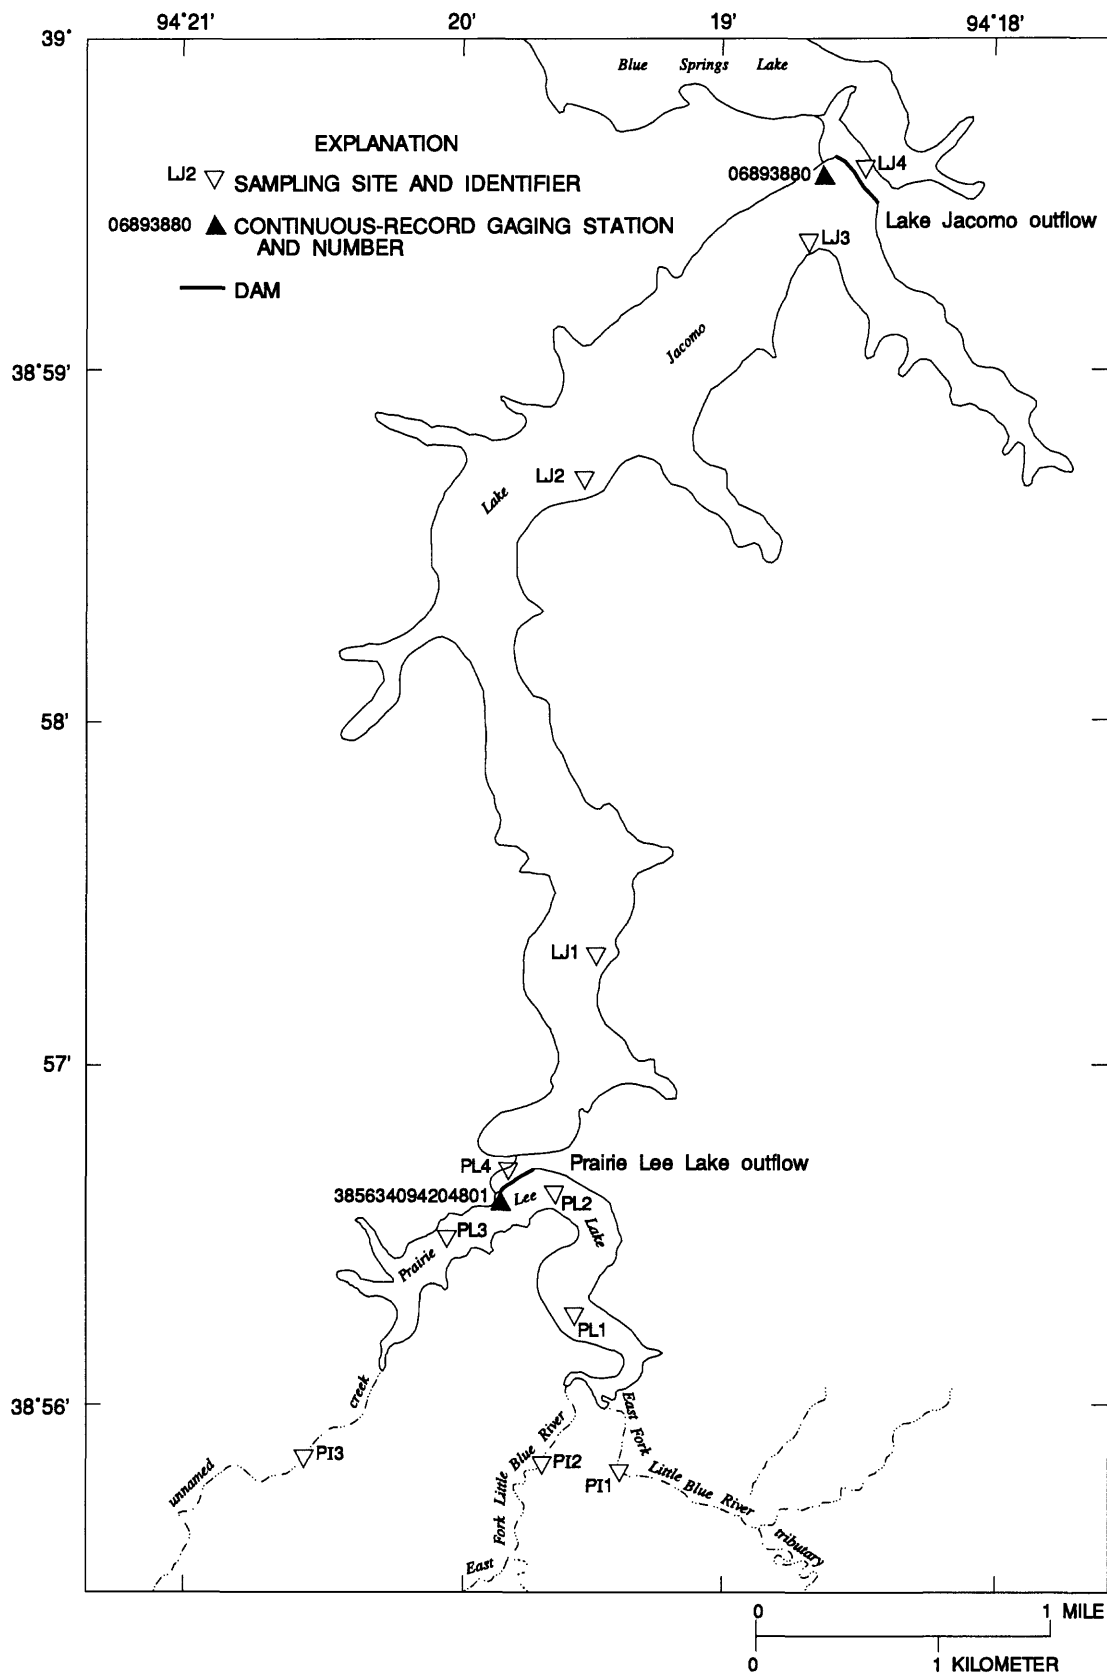 94°21' 20' 19' 94°18'
39°
Blue Springs Lake
EXPLANATION
LJ2 SAMPLING SITE AND IDENTIFIER
06893880 CONTINUOUS-RECORD GAGING STATION
AND NUMBER
DAM
06893880
LJ4
Lake Jacomo outflow
LJ3
Jacomo
38°59'
LJ2
Lake
58'
LJ1
57'
PL4
Prairie Lee Lake outflow
385634094204801
Lee
PL2
PL3
Lake
Prairie
PL1
38°56'
creek
East Fork Little Blue River
East Fork Little Blue River tributary
PI3
PI2
PI1
unnamed
0 1 MILE
0 1 KILOMETER